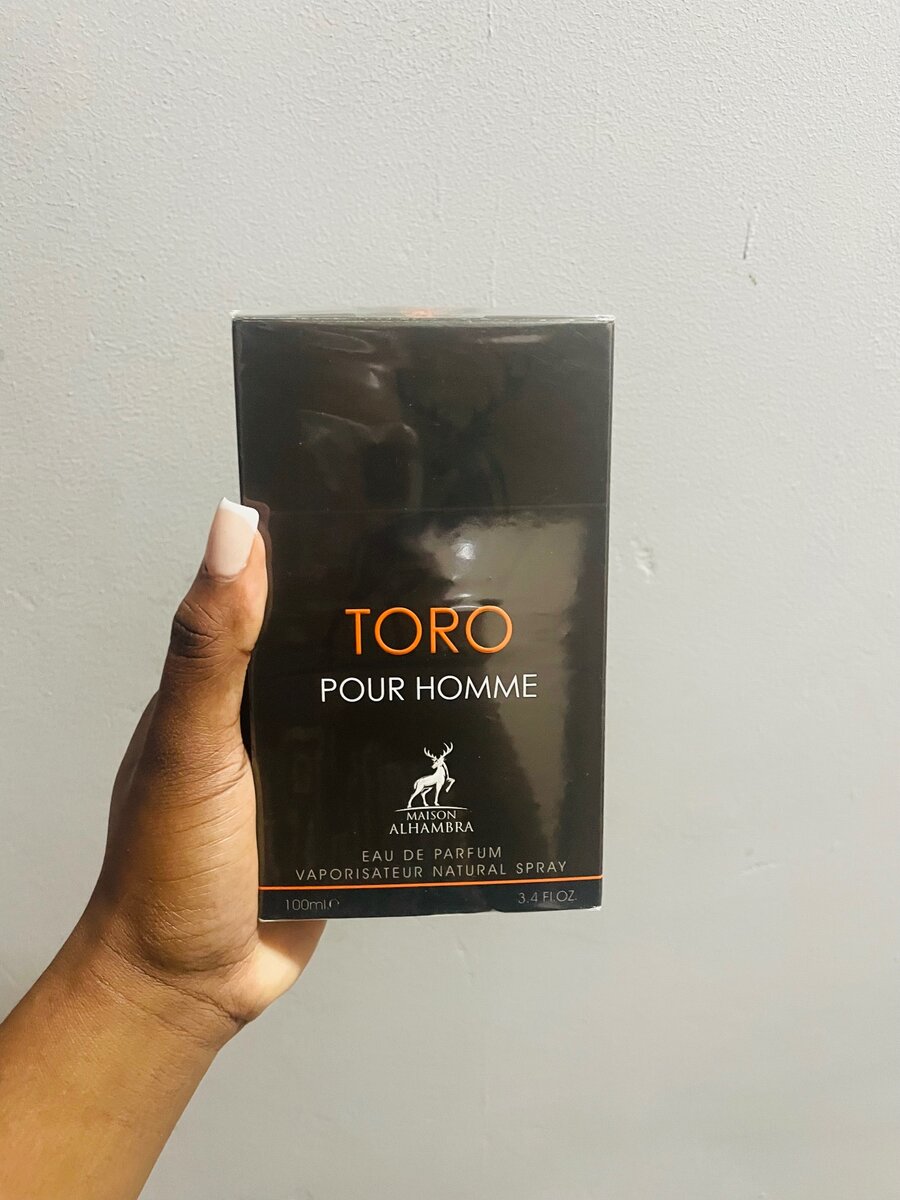 TORO
POUR HOMME
MAISON
ALHAMBRA
EAU DE PARFUM
VAPORISATEUR NATURAL SPRAY
100ml.℮ 3.4 Fl.OZ.